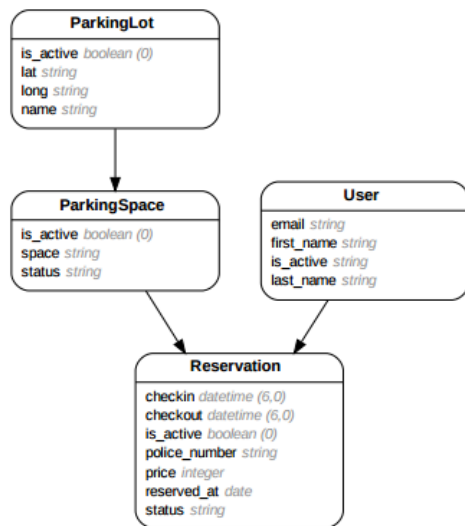 ParkingLot
is_active boolean (0)
lat string
long string
name string
ParkingSpace
is_active boolean (0)
space string
status string
User
email string
first_name string
is_active string
last_name string
Reservation
checkin datetime (6,0)
checkout datetime (6,0)
is_active boolean (0)
police_number string
price integer
reserved_at date
status string